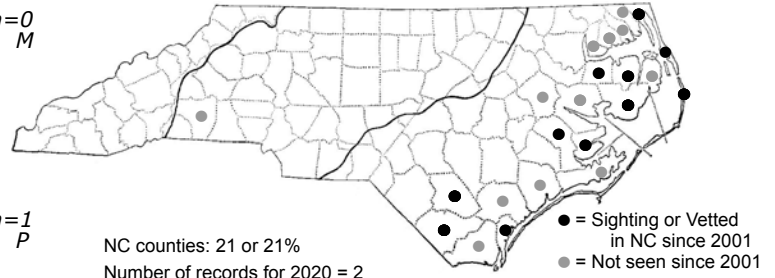 n=0
M
n=1
P
NC counties: 21 or 21%
Number of records for 2020 = 2
● = Sighting or Vetted
in NC since 2001
● = Not seen since 2001